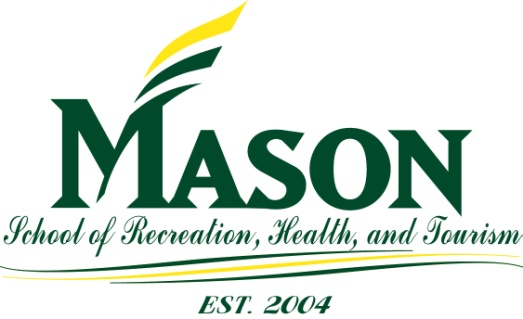 MASON
School of Recreation, Health, and Tourism
EST. 2004